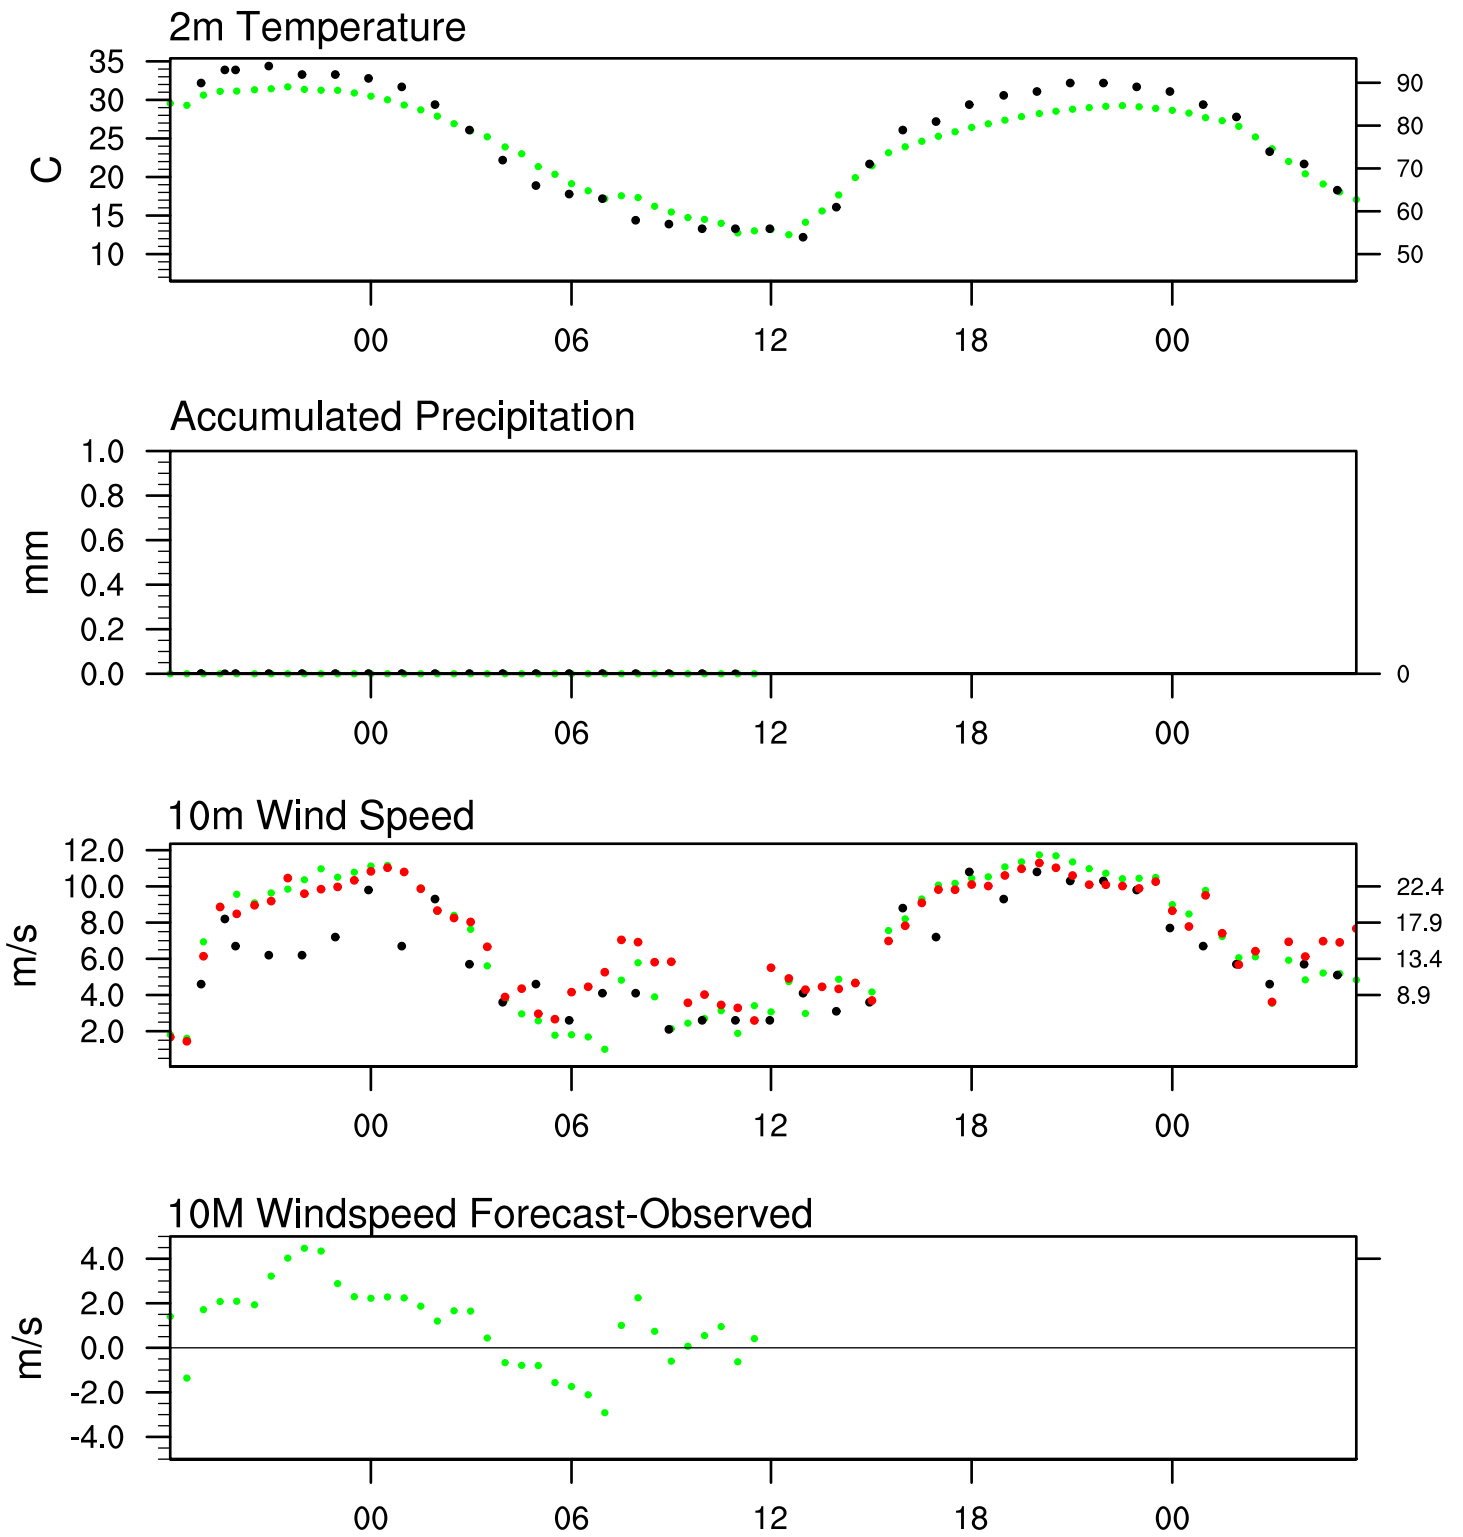 2m Temperature
35
30
25
20
15
10
C
90
80
70
60
50
00 06 12 18 00
Accumulated Precipitation
1.0
0.8
0.6
0.4
0.2
0.0
mm
0
00 06 12 18 00
10m Wind Speed
12.0
10.0
8.0
6.0
4.0
2.0
m/s
22.4
17.9
13.4
8.9
00 06 12 18 00
10M Windspeed Forecast-Observed
4.0
2.0
0.0
-2.0
-4.0
m/s
00 06 12 18 00